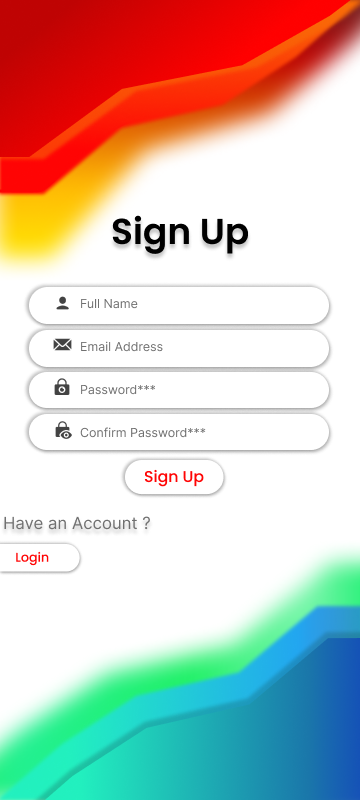 Sign Up
Full Name
Email Address
Password***
Confirm Password***
Sign Up
Have an Account ?
Login